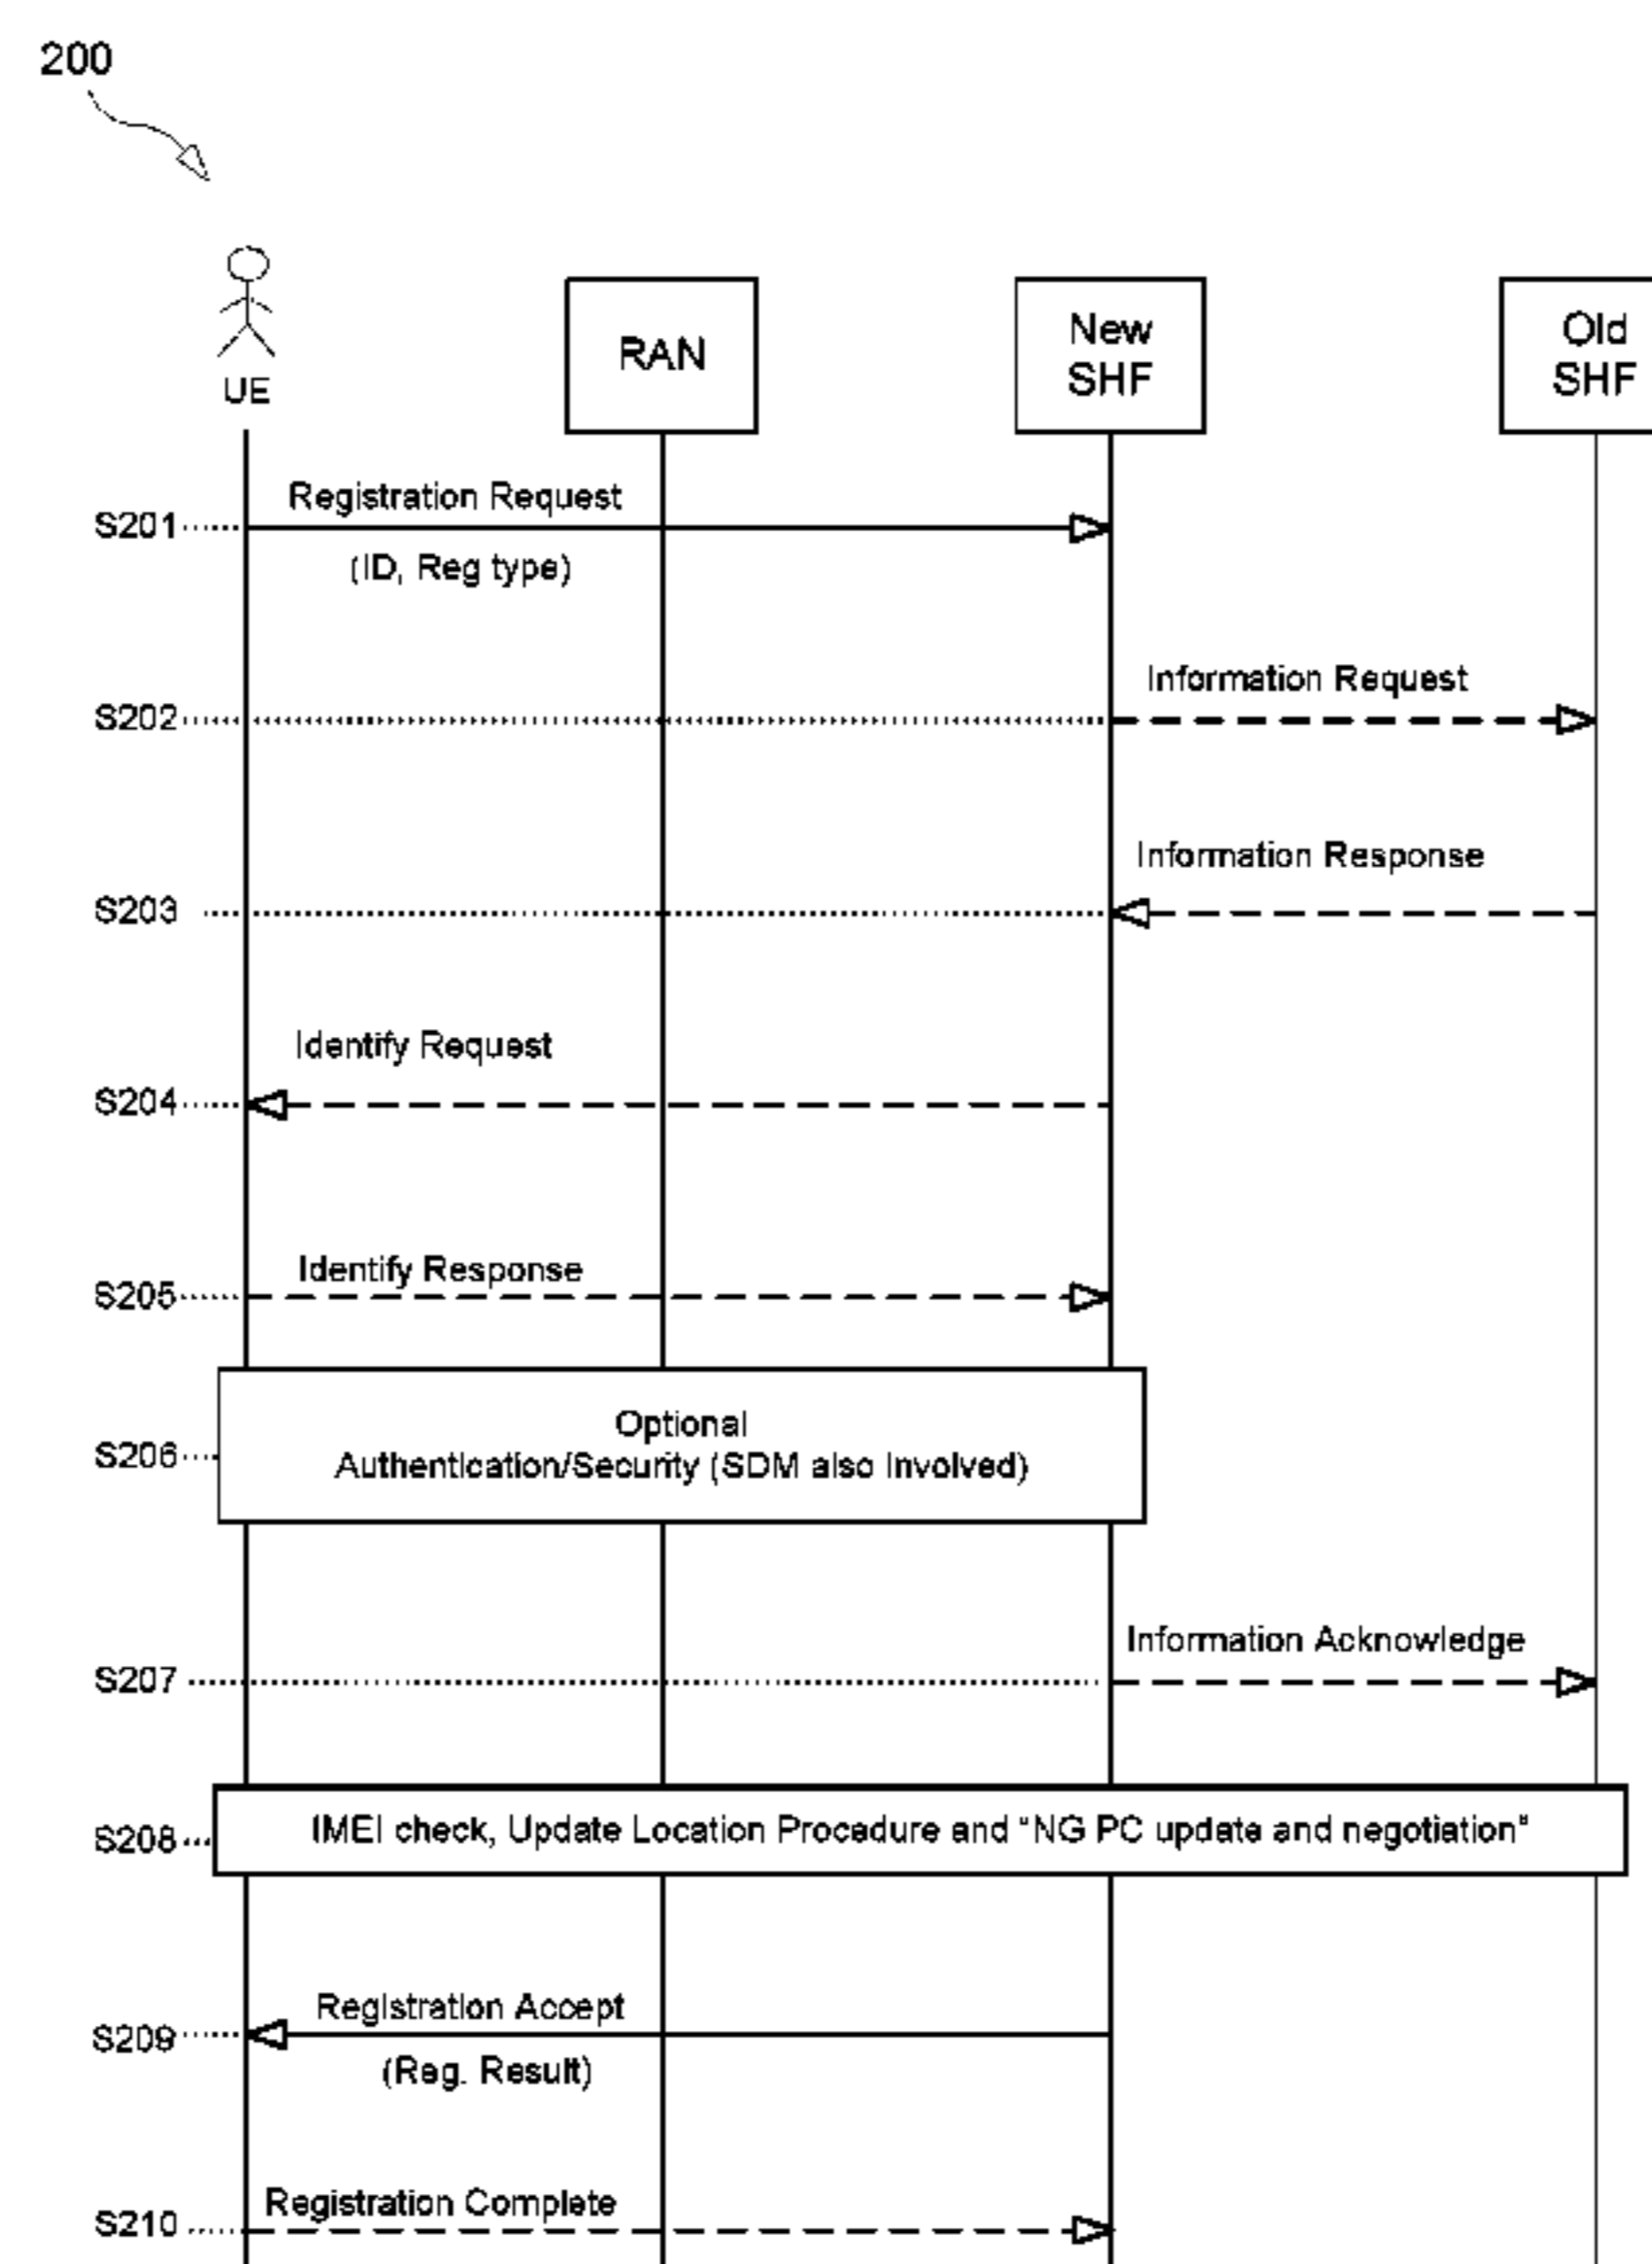 200
UE
RAN
New
SHF
Old
SHF
Registration Request
S201
(ID, Reg type)
Information Request
S202
Information Response
S203
Identify Request
S204
Identify Response
S205
Optional
Authentication/Security (SDM also Involved)
S206
Information Acknowledge
S207
IMEI check, Update Location Procedure and "NG PC update and negotiation"
S208
Registration Accept
S209
(Reg. Result)
Registration Complete
S210